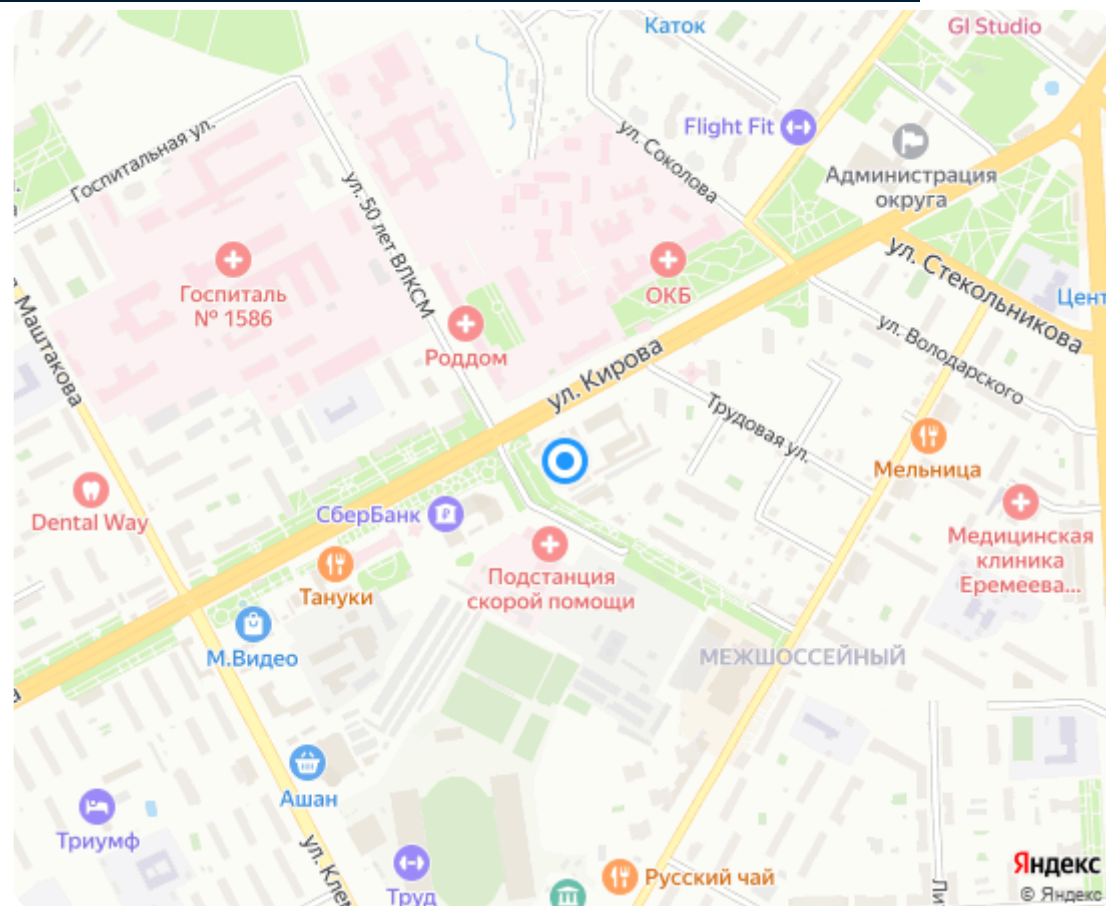 Каток
GI Studio
Flight Fit
Госпитальная ул.
ул. Соколова
Администрация
округа
ул. 50 лет ВЛКСМ
ул. Стекольникова
Госпиталь
№ 1586
ОКБ
Цент
Маштакова
Роддом
ул. Кирова
ул. Володарского
Трудовая ул.
Мельница
Dental Way
СберБанк
Медицинская
клиника
Еремеева...
Подстанция
скорой помощи
Тануки
М.Видео
МЕЖШОССЕЙНЫЙ
Ашан
Триумф
ул. Клем
Труд
Русский чай
Ли
Яндекс
© Яндекс